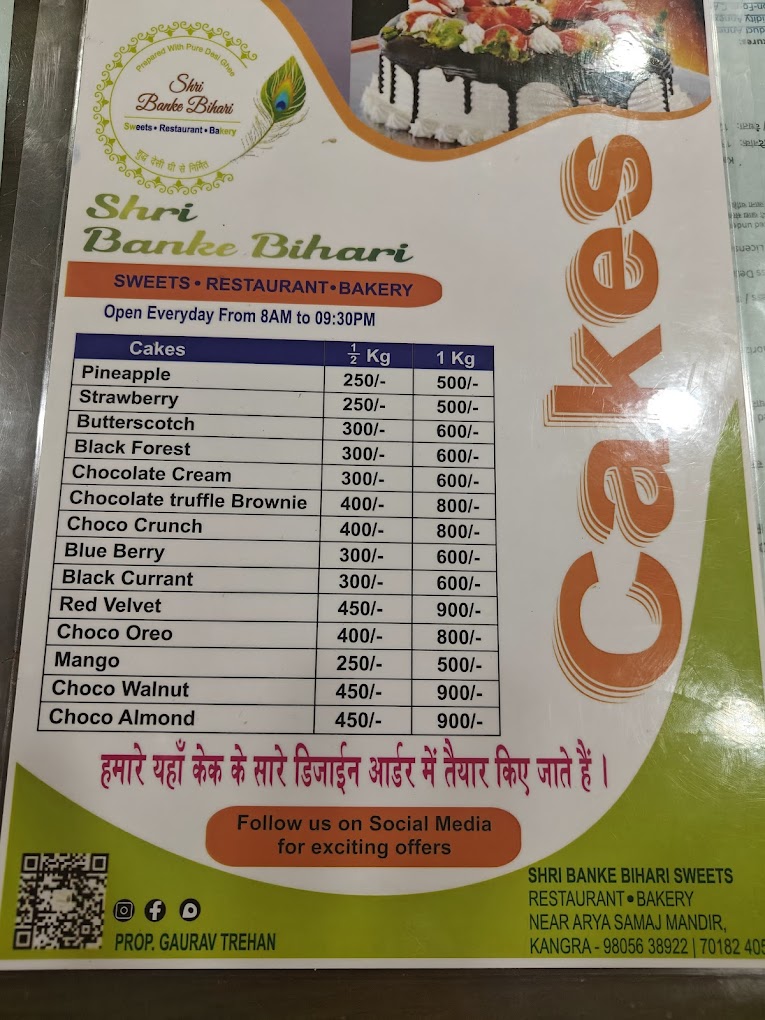 Prepared With Pure Desi Ghee
Shri
Banke Bihari
Sweets • Restaurant • Bakery
शुद्ध देसी घी से निर्मित
Shri
Banke Bihari
SWEETS • RESTAURANT • BAKERY
Open Everyday From 8AM to 09:30PM
Cakes
Cakes ½ Kg 1 Kg
Pineapple 250/- 500/-
Strawberry 250/- 500/-
Butterscotch 300/- 600/-
Black Forest 300/- 600/-
Chocolate Cream 300/- 600/-
Chocolate truffle Brownie 400/- 800/-
Choco Crunch 400/- 800/-
Blue Berry 300/- 600/-
Black Currant 300/- 600/-
Red Velvet 450/- 900/-
Choco Oreo 400/- 800/-
Mango 250/- 500/-
Choco Walnut 450/- 900/-
Choco Almond 450/- 900/-
हमारे यहाँ केक के सारे डिजाईन आर्डर में तैयार किए जाते हैं।
Follow us on Social Media
for exciting offers
PROP. GAURAV TREHAN
SHRI BANKE BIHARI SWEETS
RESTAURANT • BAKERY
NEAR ARYA SAMAJ MANDIR,
KANGRA - 98056 38922 | 70182 405